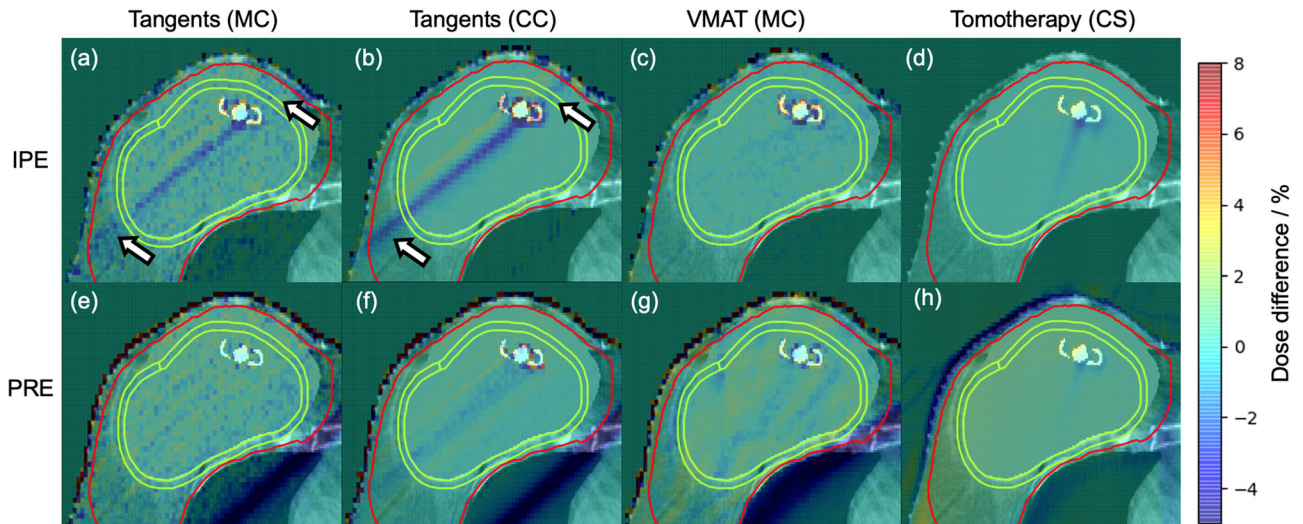 Tangents (MC) Tangents (CC) VMAT (MC) Tomotherapy (CS)
(a) (b) (c) (d)
IPE
(e) (f) (g) (h)
PRE
8
6
4
2
0
−2
−4
Dose difference / %